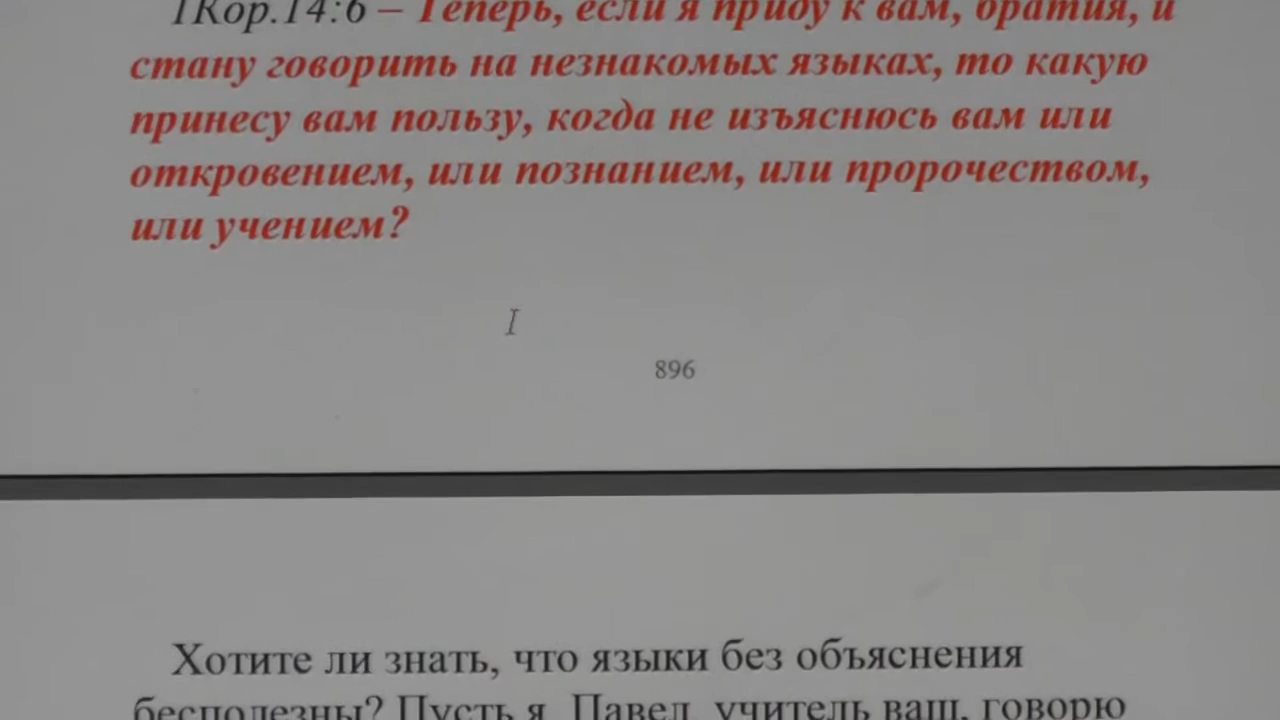 1Кор.14:6 – Теперь, если я приду к вам, братия, и
стану говорить на незнакомых языках, то какую
принесу вам пользу, когда не изъяснюсь вам или
откровением, или познанием, или пророчеством,
или учением?
896
Хотите ли знать, что языки без объяснения
бесполезны? Пусть я, Павел, учитель ваш, говорю